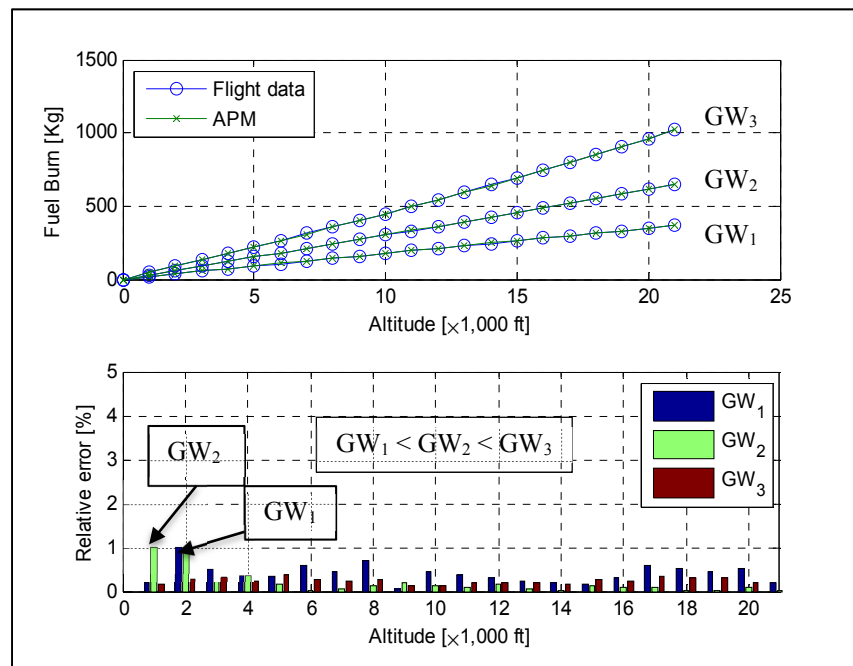 1500
1000
500
0
Fuel Burn [Kg]
Flight data
APM
GW3
GW2
GW1
0 5 10 15 20 25
Altitude [×1,000 ft]
5
4
3
2
1
0
Relative error [%]
GW2
GW1
GW1 < GW2 < GW3
GW1
GW2
GW3
0 2 4 6 8 10 12 14 16 18 20
Altitude [×1,000 ft]